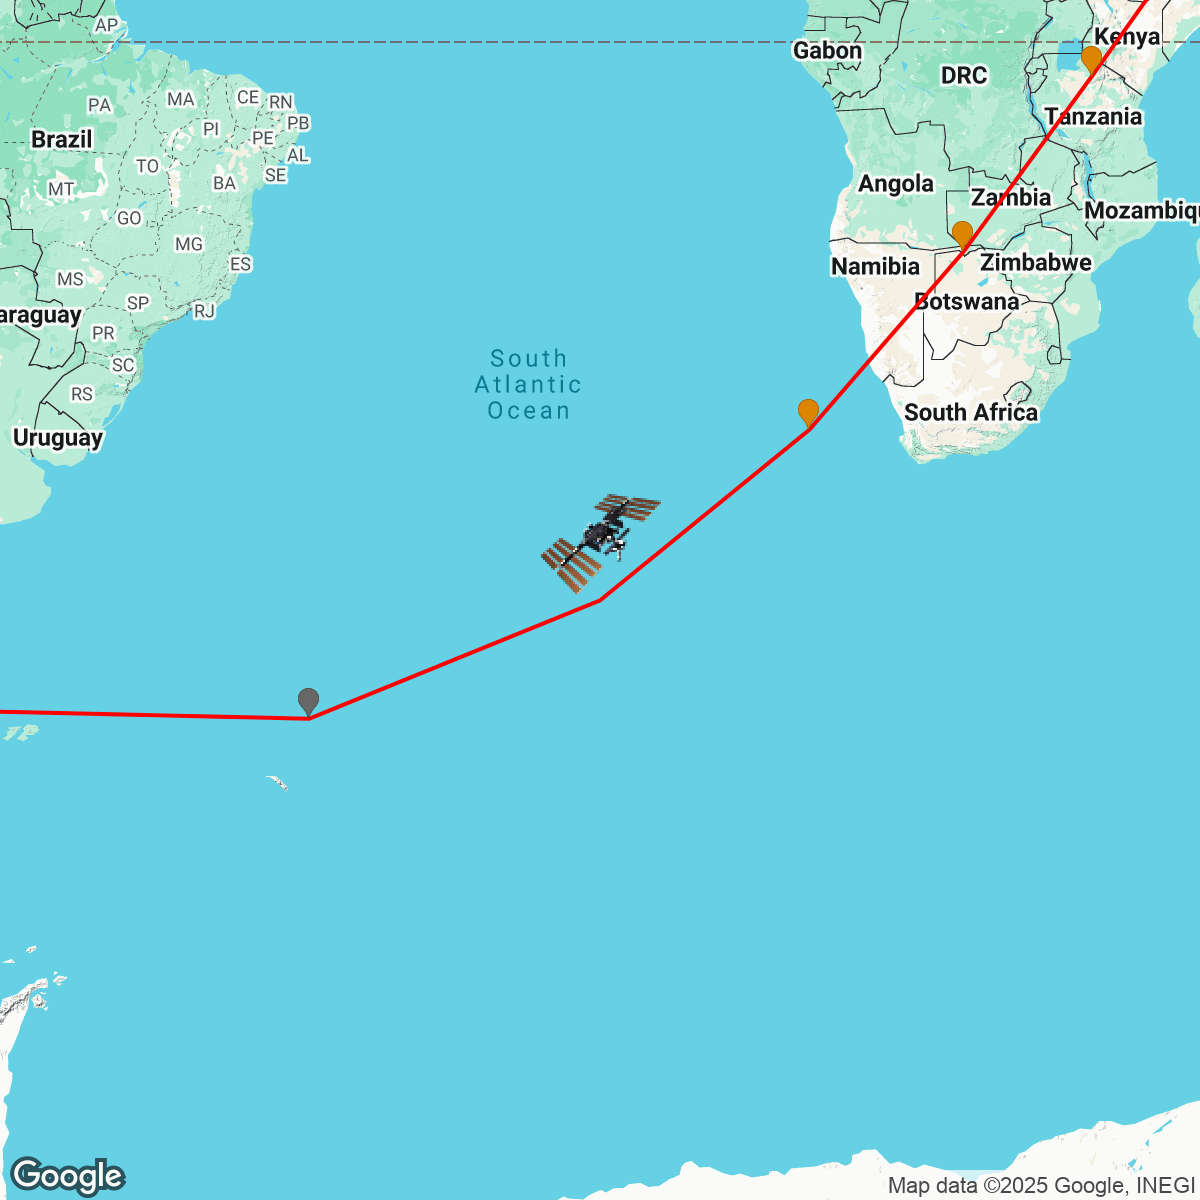 AP
Kenya
Gabon
DRC
MA
CE
RN
PA
PB
Tanzania
PI
PE
Brazil
AL
TO
SE
BA
Angola
MT
Zambia
GO
Mozambiqu
MG
ES
Namibia
Zimbabwe
MS
SP
Botswana
RJ
araguay
PR
SC
South
Atlantic
Ocean
RS
South Africa
Uruguay
Google
Map data ©2025 Google, INEGI